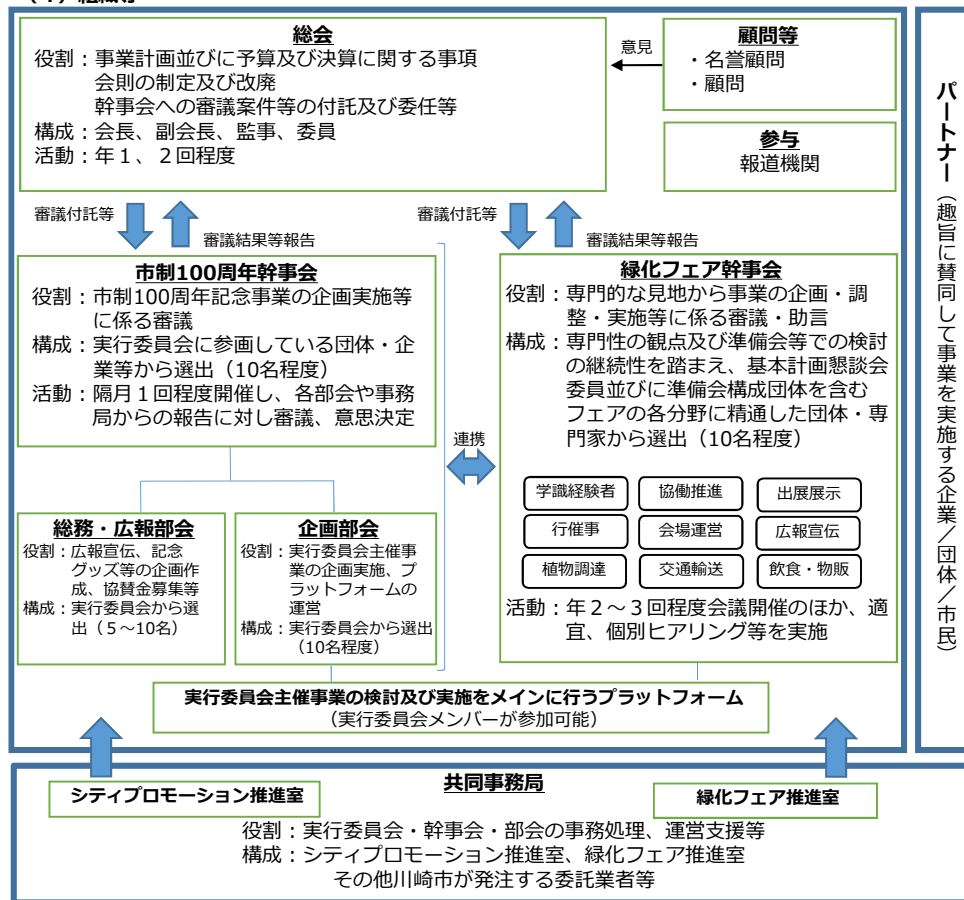 総会
役割：事業計画並びに予算及び決算に関する事項
会則の制定及び改廃
幹事会への審議案件等の付託及び委任等
構成：会長、副会長、監事、委員
活動：年１、２回程度
意見
顧問等
・名誉顧問
・顧問
参与
報道機関
審議付託等
審議結果等報告
審議付託等
審議結果等報告
市制100周年幹事会
役割：市制100周年記念事業の企画実施等
に係る審議
構成：実行委員会に参画している団体・企
業等から選出（10名程度）
活動：隔月１回程度開催し、各部会や事務
局からの報告に対し審議、意思決定
連携
緑化フェア幹事会
役割：専門的な見地から事業の企画・調
整・実施等に係る審議・助言
構成：専門性の観点及び準備会等での検討
の継続性を踏まえ、基本計画懇談会
委員並びに準備会構成団体を含む
フェアの各分野に精通した団体・専
門家から選出（10名程度）
学識経験者
協働推進
出展展示
行催事
会場運営
広報宣伝
植物調達
交通輸送
飲食・物販
活動：年２～３回程度会議開催のほか、適
宜、個別ヒアリング等を実施
総務・広報部会
役割：広報宣伝、記念
グッズ等の企画作
成、協賛金募集等
構成：実行委員会から選
出（５～10名）
企画部会
役割：実行委員会主催事
業の企画実施、プ
ラットフォームの
運営
構成：実行委員会から選出
（10名程度）
実行委員会主催事業の検討及び実施をメインに行うプラットフォーム
（実行委員会メンバーが参加可能）
パートナー（趣旨に賛同して事業を実施する企業／団体／市民）
共同事務局
シティプロモーション推進室
緑化フェア推進室
役割：実行委員会・幹事会・部会の事務処理、運営支援等
構成：シティプロモーション推進室、緑化フェア推進室
その他川崎市が発注する委託業者等